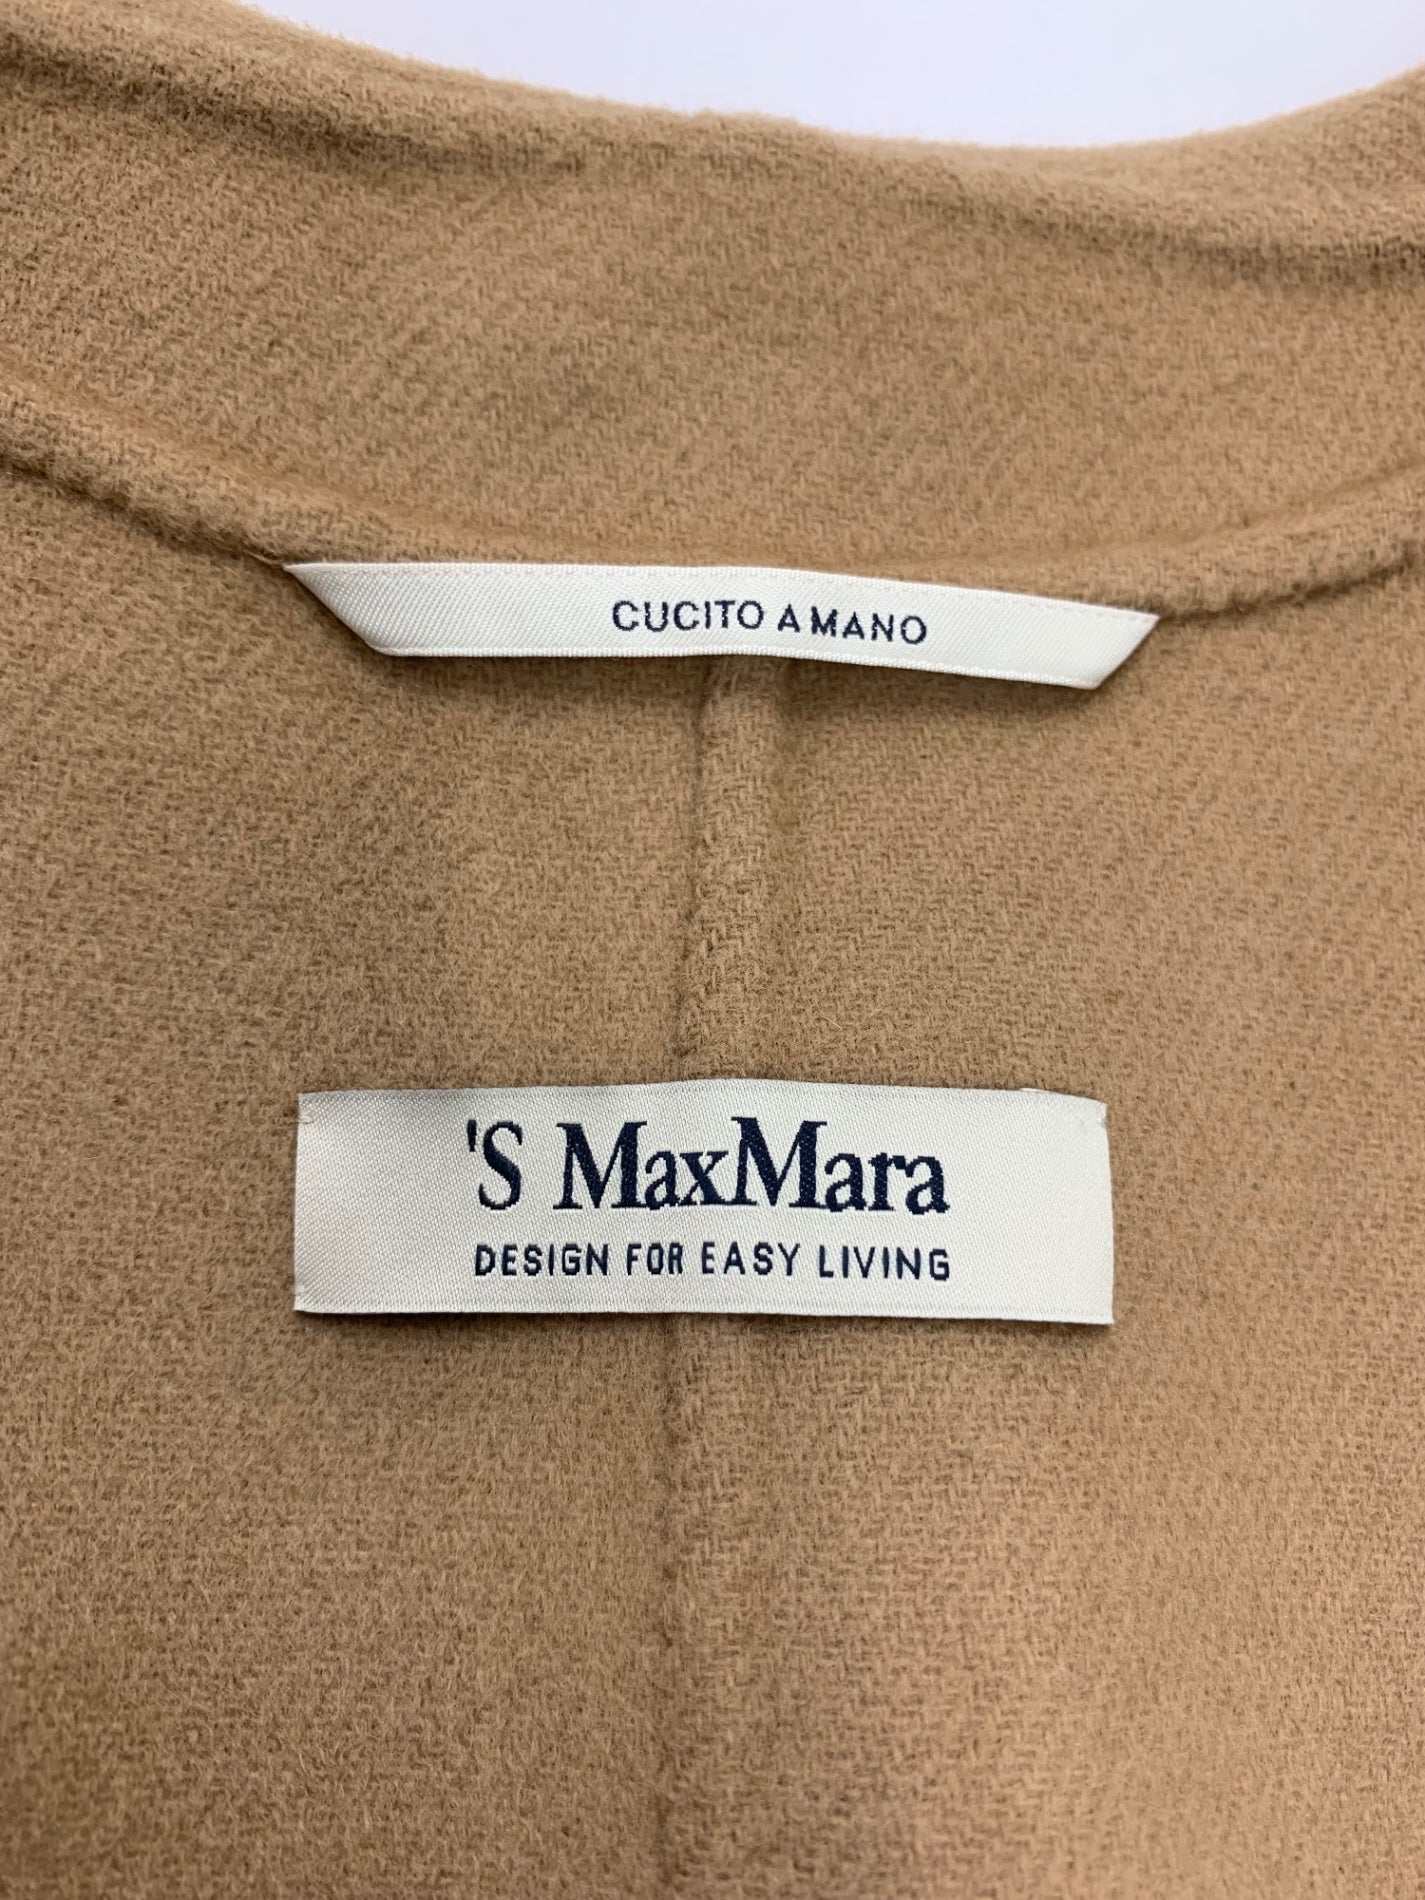 CUCITO A MANO
'S MaxMara
DESIGN FOR EASY LIVING